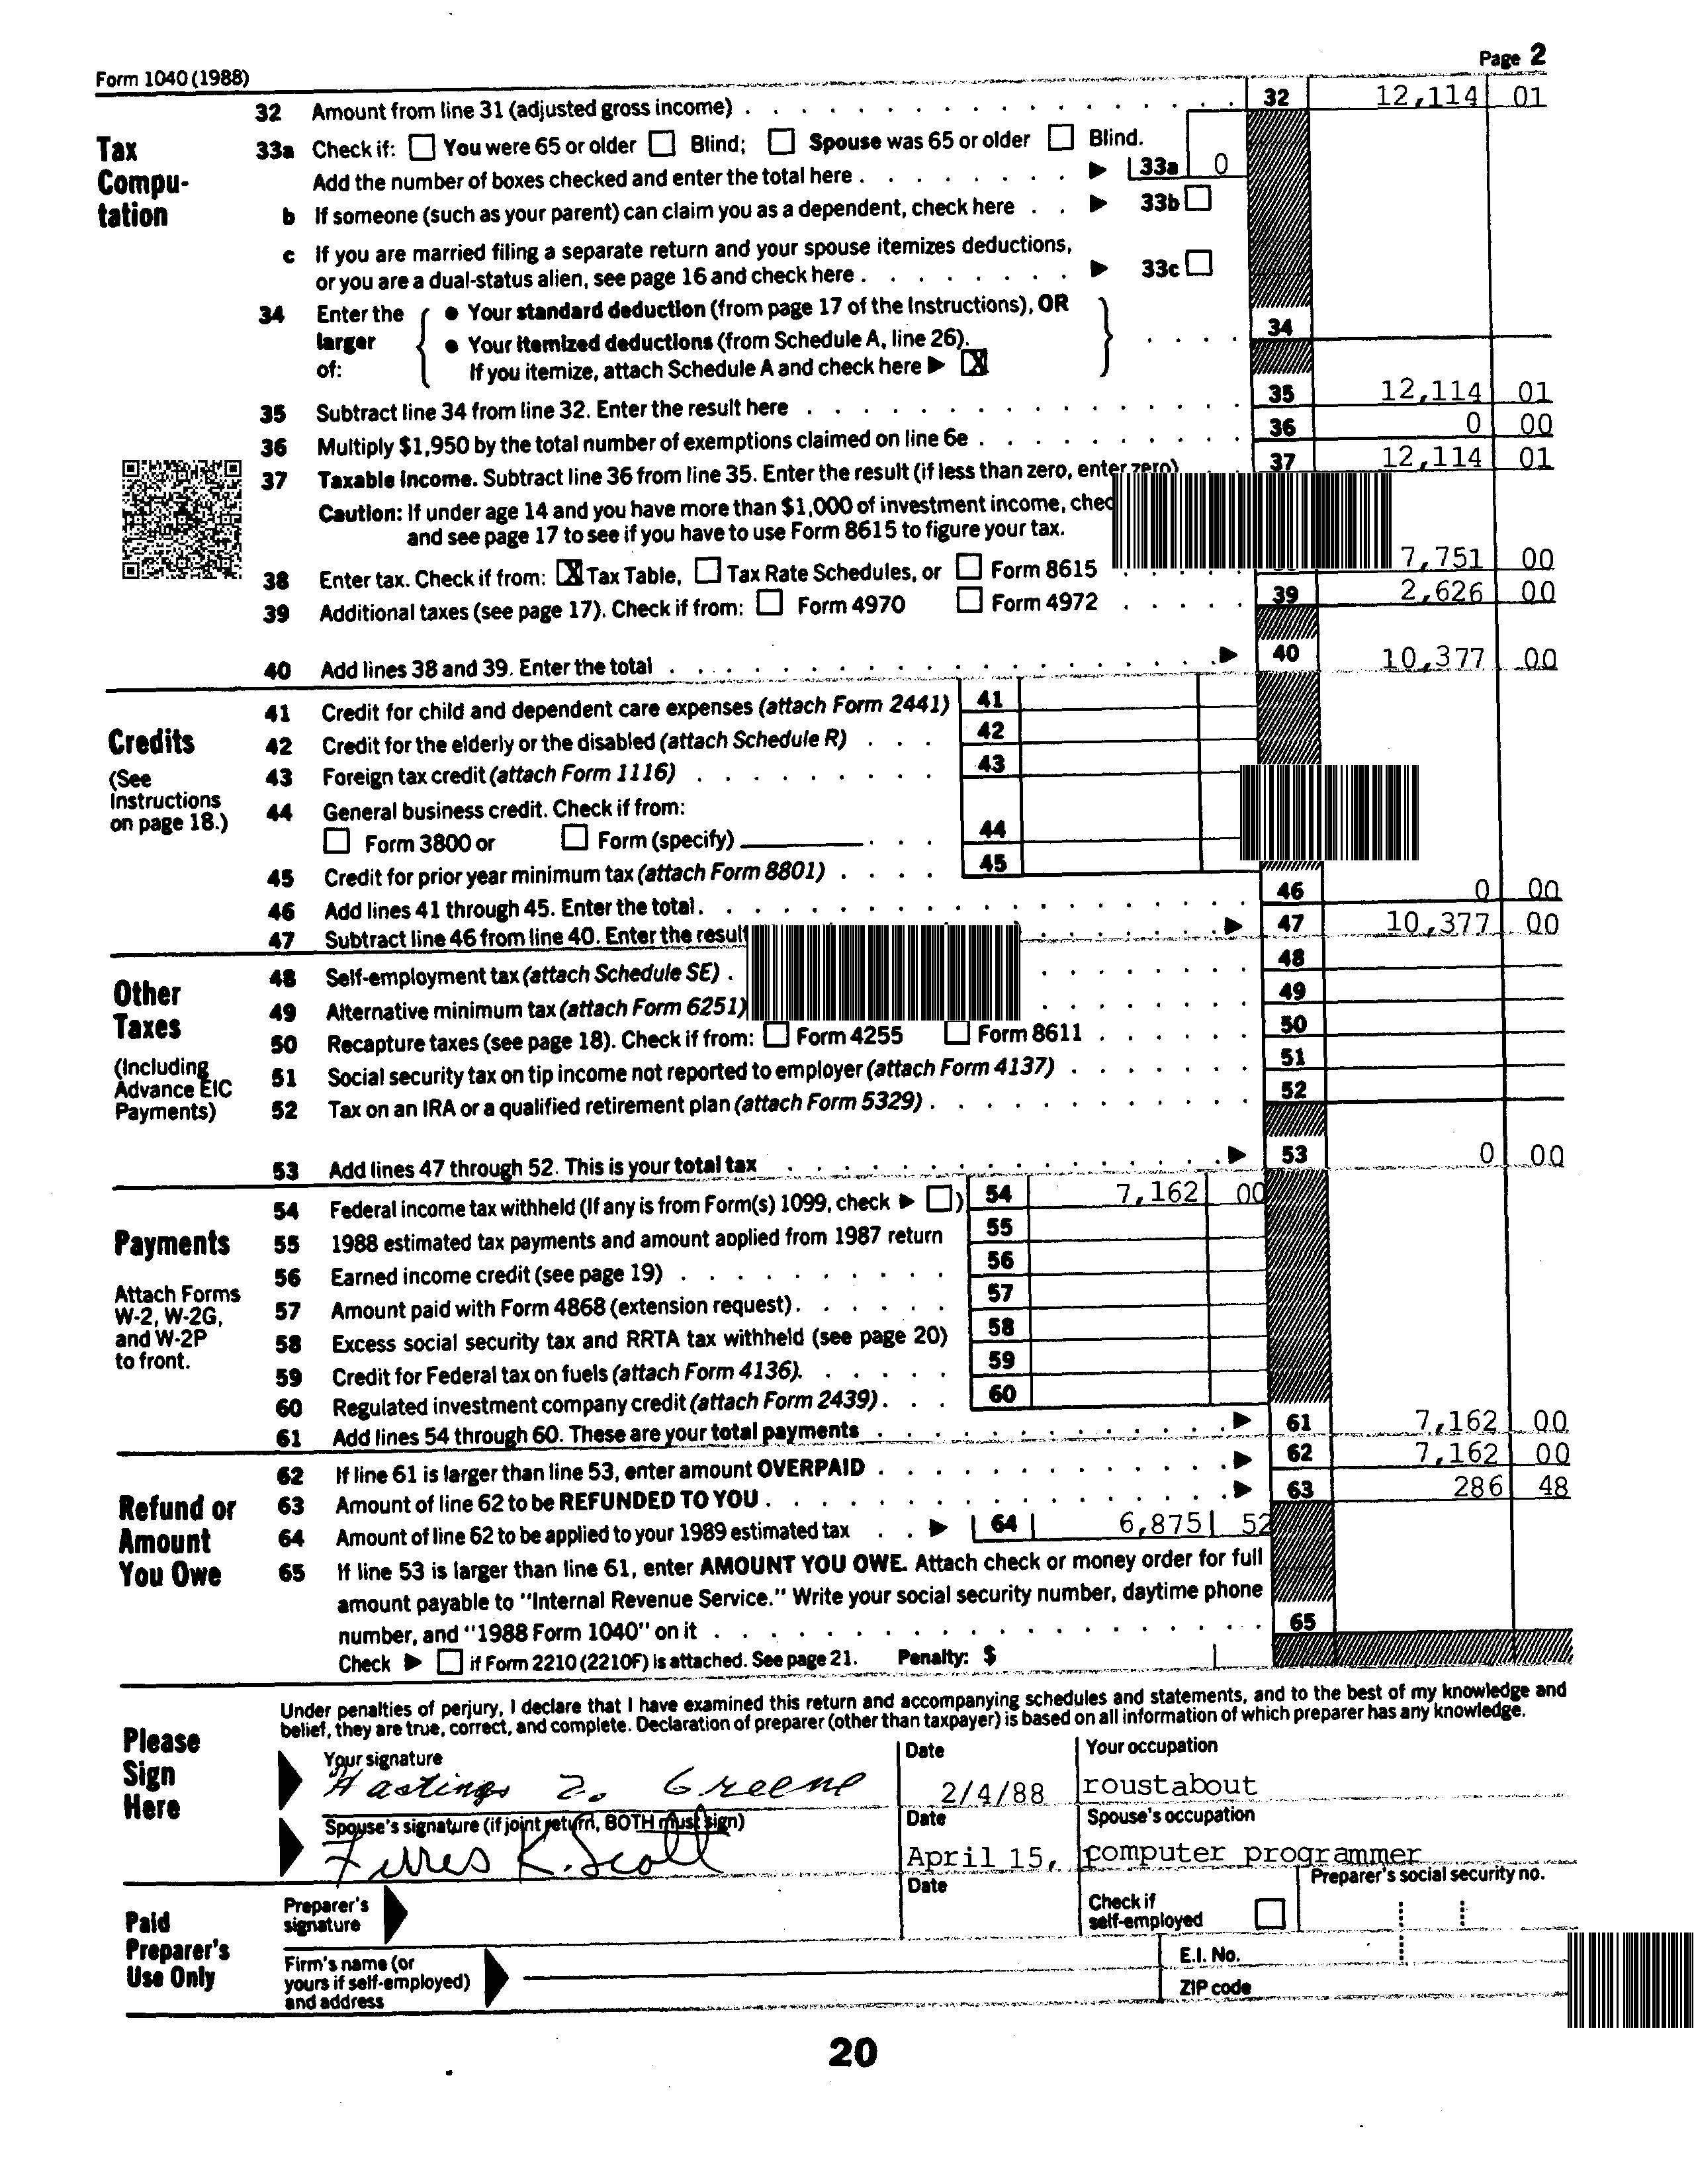 Form 1040 (1988) Page 2
32 Amount from line 31 (adjusted gross income) 32 12,114 01
Tax Compu-tation
33a Check if: You were 65 or older Blind; Spouse was 65 or older Blind.
Add the number of boxes checked and enter the total here 33a 0
b If someone (such as your parent) can claim you as a dependent, check here 33b
c If you are married filing a separate return and your spouse itemizes deductions,
or you are a dual-status alien, see page 16 and check here 33c
34 Enter the larger of: • Your standard deduction (from page 17 of the Instructions), OR
• Your itemized deductions (from Schedule A, line 26). 34
If you itemize, attach Schedule A and check here X
35 Subtract line 34 from line 32. Enter the result here 35 12,114 01
36 Multiply $1,950 by the total number of exemptions claimed on line 6e 36 0 00
37 Taxable income. Subtract line 36 from line 35. Enter the result (if less than zero, enter zero) 37 12,114 01
Caution: If under age 14 and you have more than $1,000 of investment income, chec
and see page 17 to see if you have to use Form 8615 to figure your tax.
38 Enter tax. Check if from: X Tax Table, Tax Rate Schedules, or Form 8615 7,751 00
39 Additional taxes (see page 17). Check if from: Form 4970 Form 4972 39 2,626 00
40 Add lines 38 and 39. Enter the total 40 10,377 00
Credits
(See Instructions on page 18.)
41 Credit for child and dependent care expenses (attach Form 2441) 41
42 Credit for the elderly or the disabled (attach Schedule R) 42
43 Foreign tax credit (attach Form 1116) 43
44 General business credit. Check if from:
Form 3800 or Form (specify) 44
45 Credit for prior year minimum tax (attach Form 8801) 45
46 Add lines 41 through 45. Enter the total 46 0 00
47 Subtract line 46 from line 40. Enter the result 47 10,377 00
Other Taxes
(Including Advance EIC Payments)
48 Self-employment tax (attach Schedule SE) 48
49 Alternative minimum tax (attach Form 6251) 49
50 Recapture taxes (see page 18). Check if from: Form 4255 Form 8611 50
51 Social security tax on tip income not reported to employer (attach Form 4137) 51
52 Tax on an IRA or a qualified retirement plan (attach Form 5329) 52
53 Add lines 47 through 52. This is your total tax 53 0 00
Payments
Attach Forms W-2, W-2G, and W-2P to front.
54 Federal income tax withheld (If any is from Form(s) 1099, check ) 54 7,162 00
55 1988 estimated tax payments and amount applied from 1987 return 55
56 Earned income credit (see page 19) 56
57 Amount paid with Form 4868 (extension request) 57
58 Excess social security tax and RRTA tax withheld (see page 20) 58
59 Credit for Federal tax on fuels (attach Form 4136) 59
60 Regulated investment company credit (attach Form 2439) 60
61 Add lines 54 through 60. These are your total payments 61 7,162 00
Refund or Amount You Owe
62 If line 61 is larger than line 53, enter amount OVERPAID 62 7,162 00
63 Amount of line 62 to be REFUNDED TO YOU 63 286 48
64 Amount of line 62 to be applied to your 1989 estimated tax 64 6,875 52
65 If line 53 is larger than line 61, enter AMOUNT YOU OWE. Attach check or money order for full
amount payable to "Internal Revenue Service." Write your social security number, daytime phone
number, and "1988 Form 1040" on it 65
Check if Form 2210 (2210F) is attached. See page 21. Penalty: $
Please Sign Here
Under penalties of perjury, I declare that I have examined this return and accompanying schedules and statements, and to the best of my knowledge and
belief, they are true, correct, and complete. Declaration of preparer (other than taxpayer) is based on all information of which preparer has any knowledge.
Your signature Date Your occupation
Hastings Z. Greene 2/4/88 roustabout
Spouse's signature (if joint return, BOTH must sign) Date Spouse's occupation
K. Scott April 15, computer programmer
Paid Preparer's Use Only
Preparer's signature Date Check if self-employed Preparer's social security no.
Firm's name (or yours if self-employed) and address E.I. No.
ZIP code
20